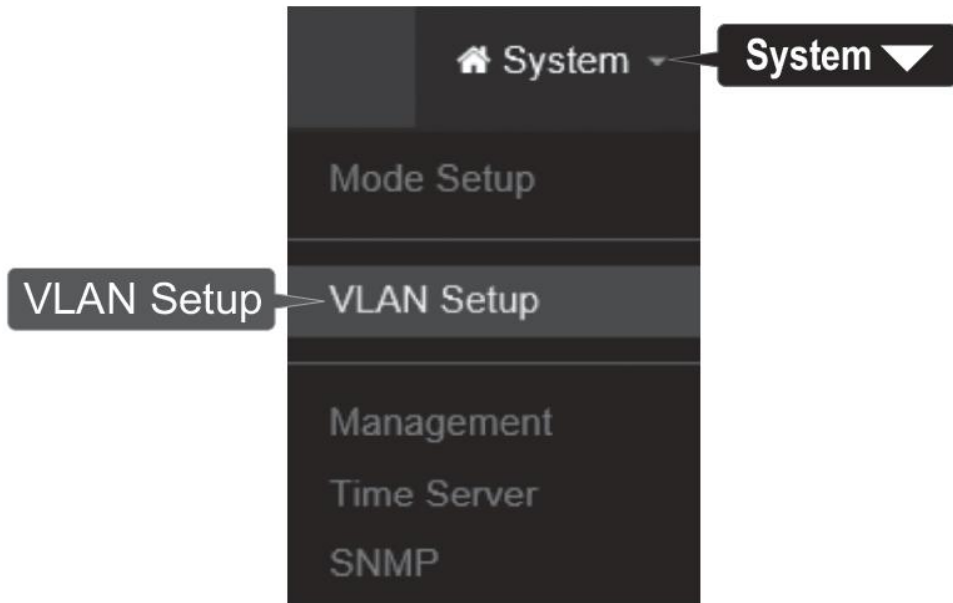 System
System
Mode Setup
VLAN Setup
VLAN Setup
Management
Time Server
SNMP